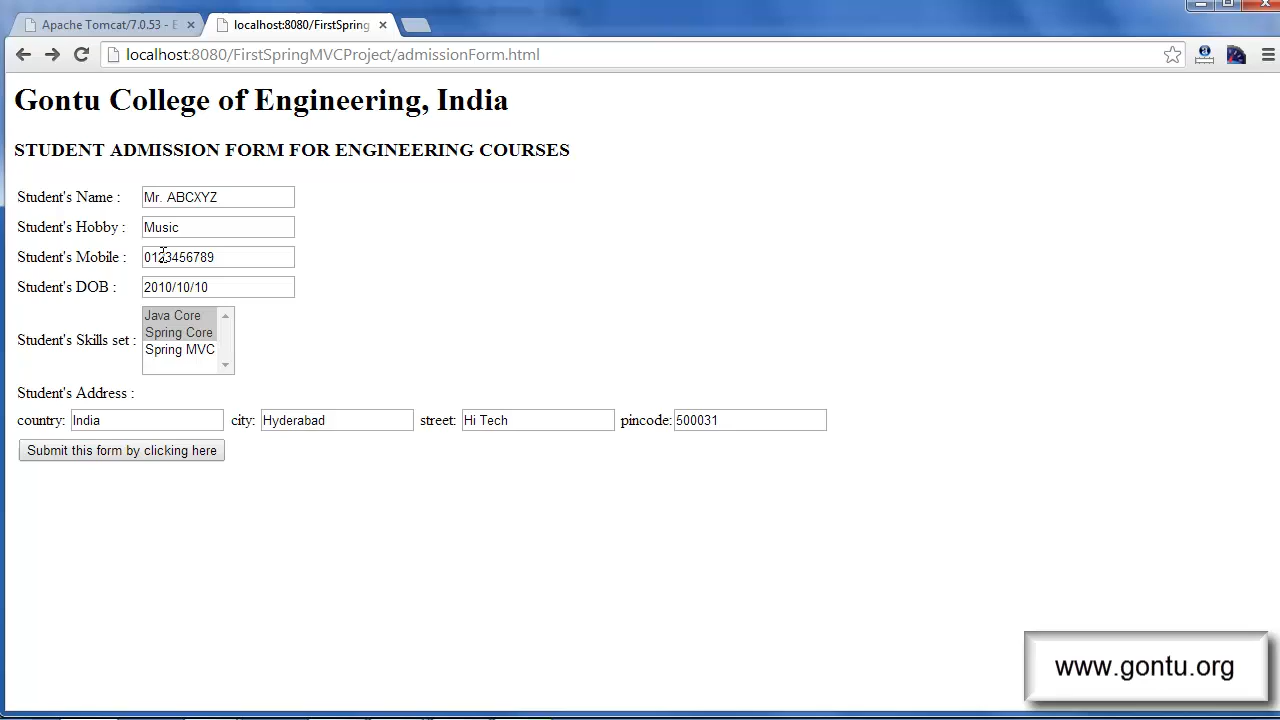 Apache Tomcat/7.0.53 - E
localhost:8080/FirstSpring
localhost:8080/FirstSpringMVCProject/admissionForm.html
Gontu College of Engineering, India
STUDENT ADMISSION FORM FOR ENGINEERING COURSES
Student's Name : Mr. ABCXYZ
Student's Hobby : Music
Student's Mobile : 0123456789
Student's DOB : 2010/10/10
Java Core
Spring Core
Student's Skills set :
Spring MVC
Student's Address :
country: India city: Hyderabad street: Hi Tech pincode: 500031
Submit this form by clicking here
www.gontu.org